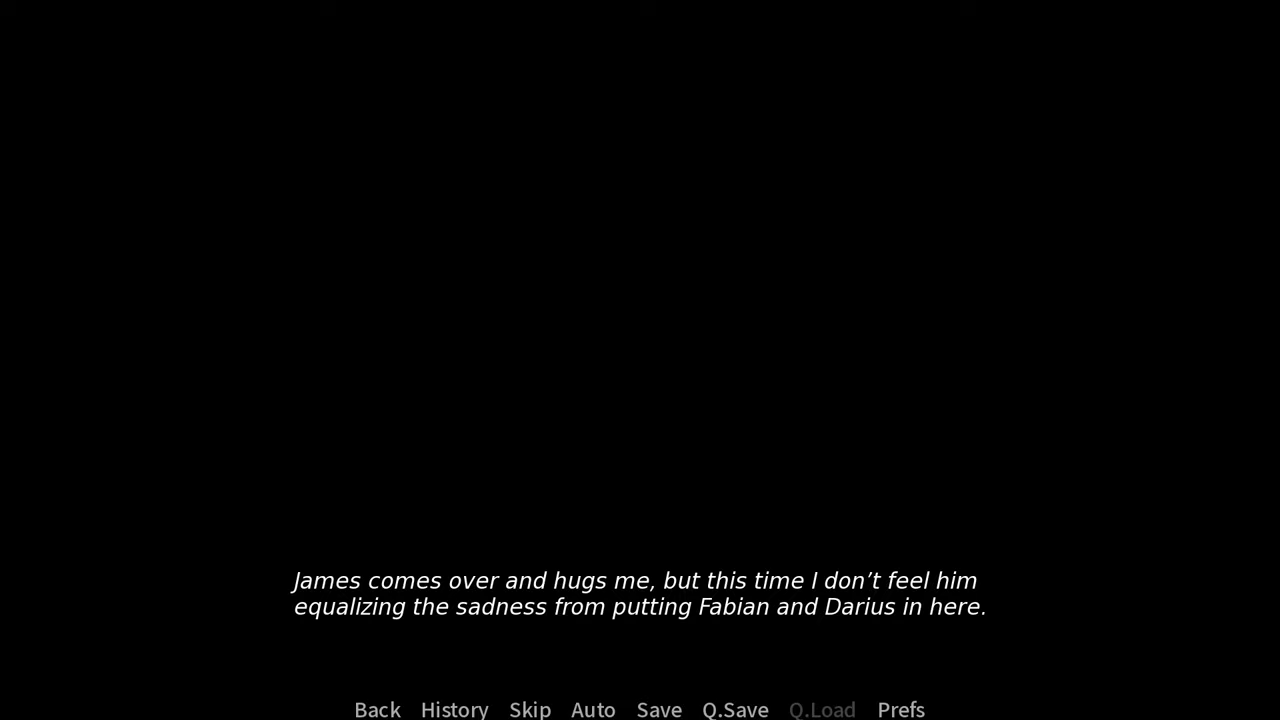 James comes over and hugs me, but this time I don’t feel him
equalizing the sadness from putting Fabian and Darius in here.
Back History Skip Auto Save Q.Save Q.Load Prefs